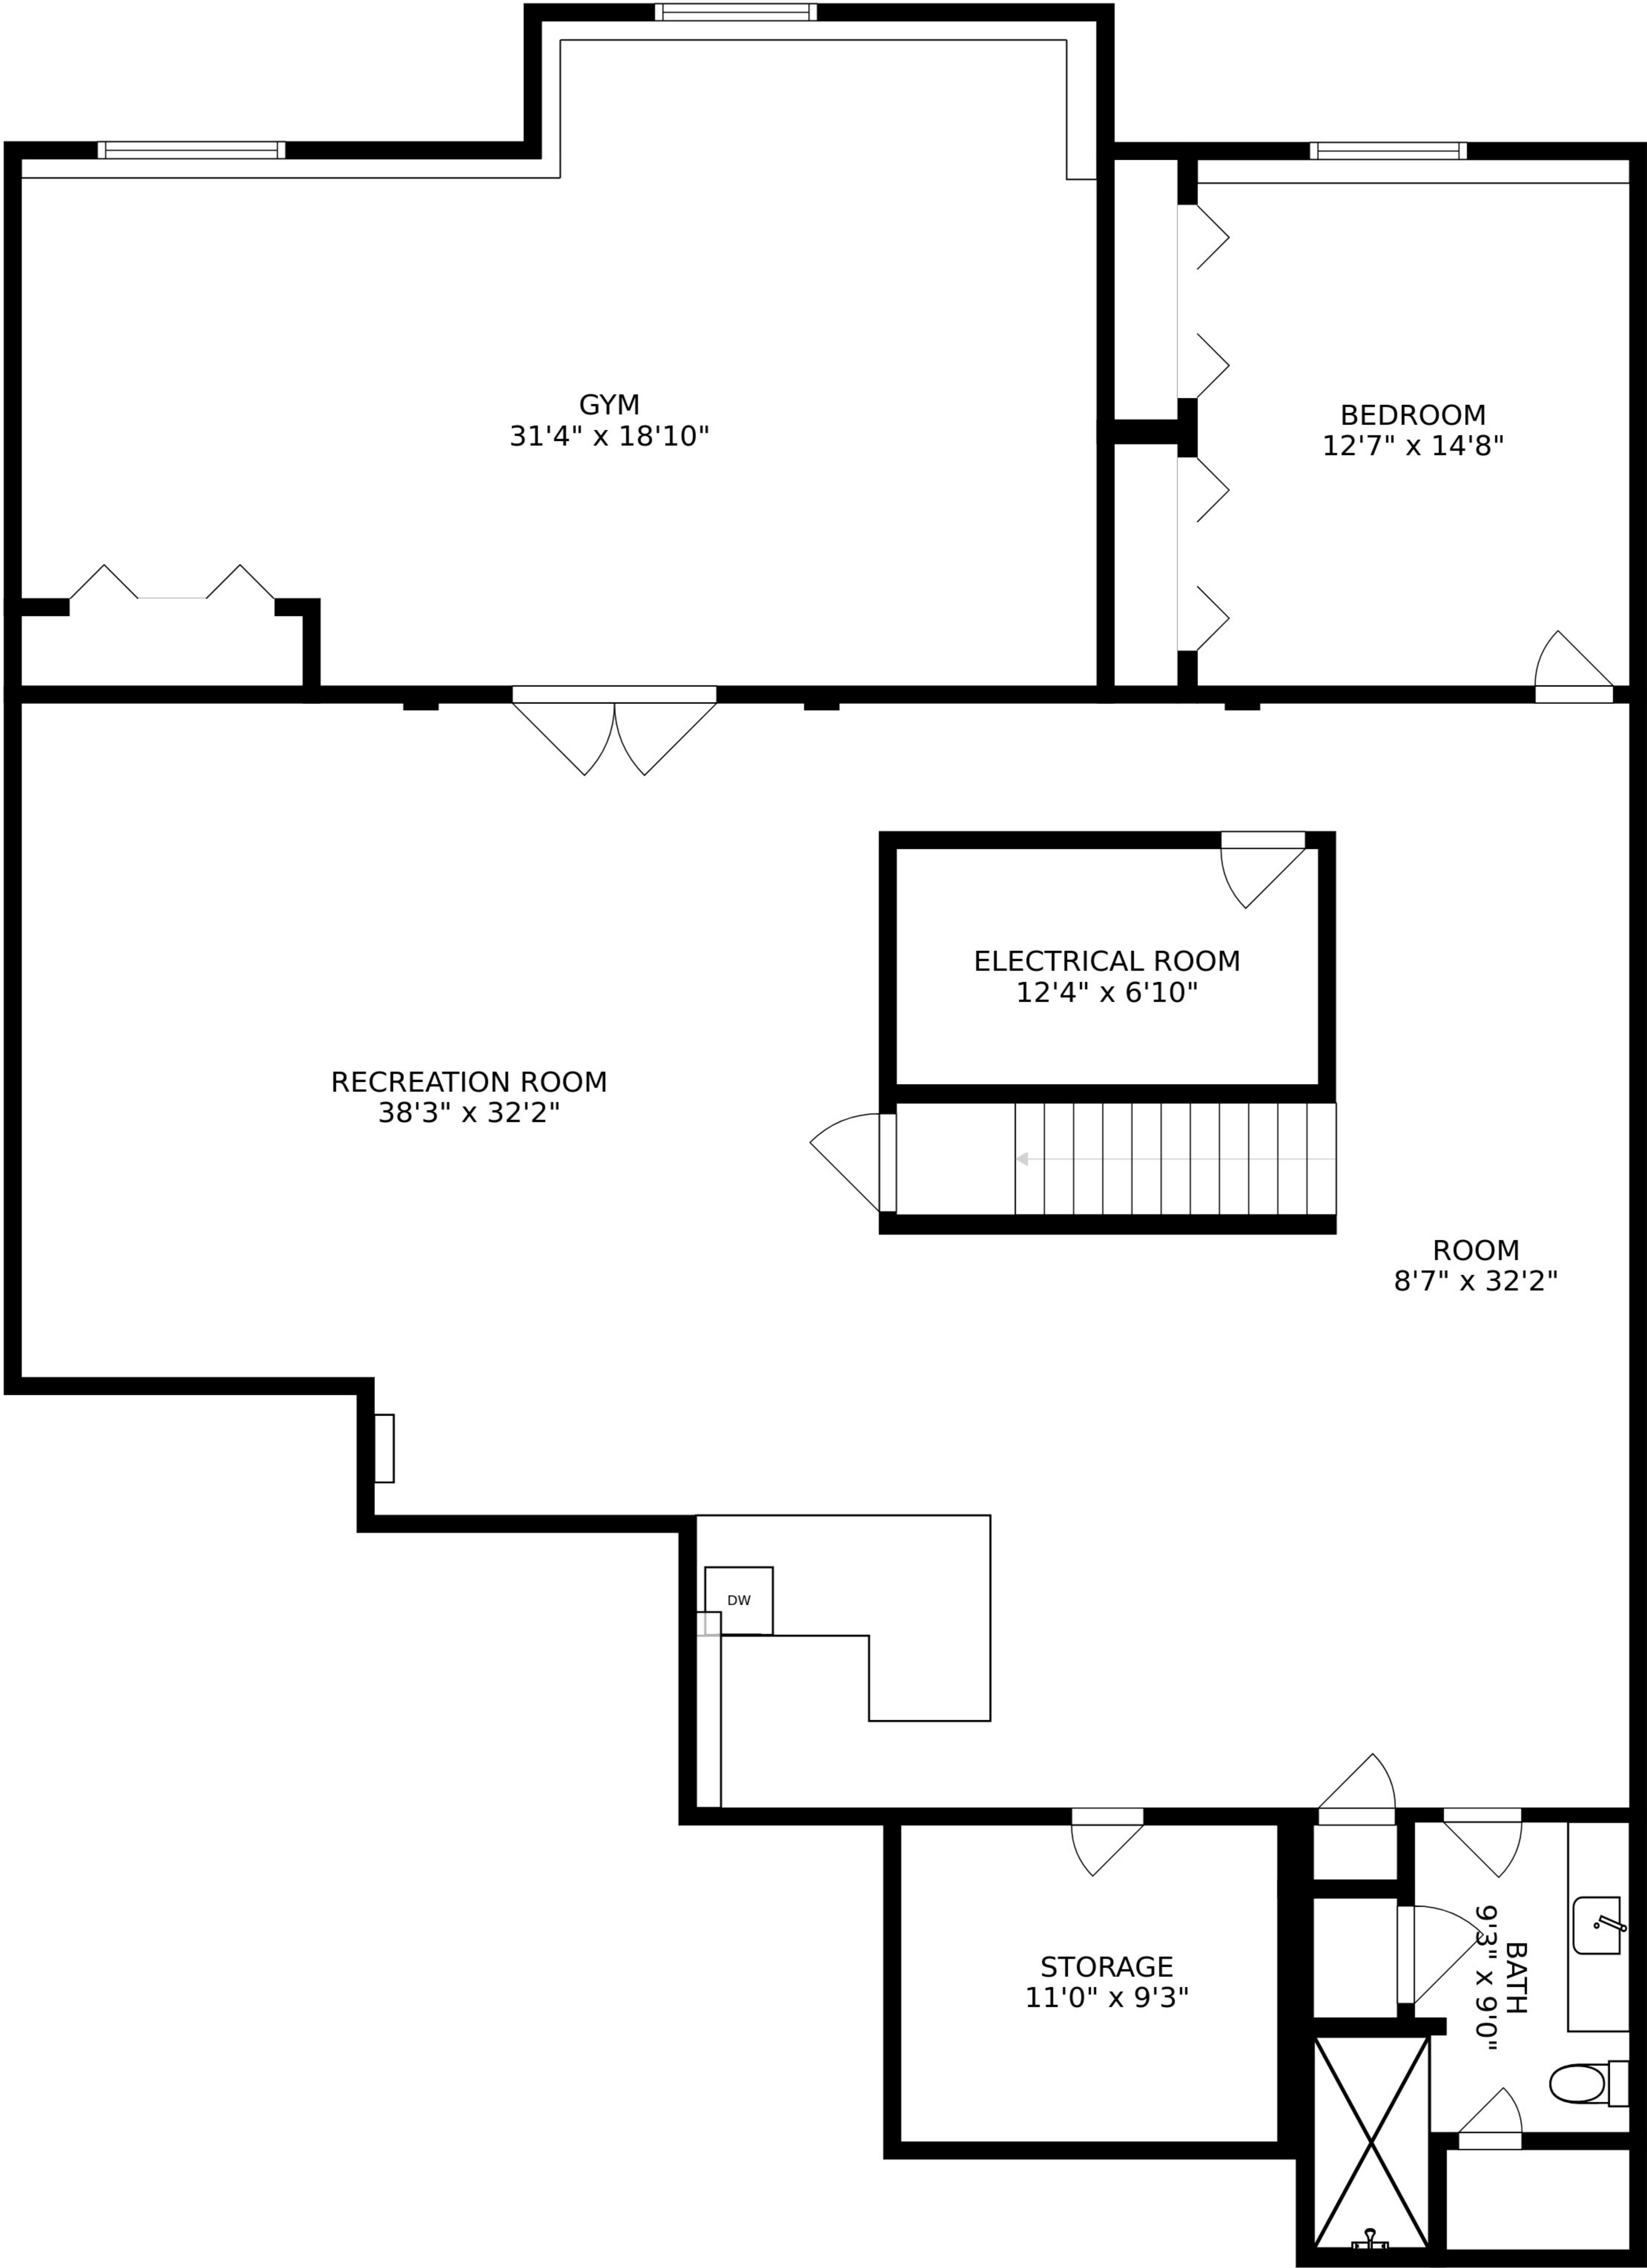 GYM
31'4" x 18'10"
BEDROOM
12'7" x 14'8"
ELECTRICAL ROOM
12'4" x 6'10"
RECREATION ROOM
38'3" x 32'2"
ROOM
8'7" x 32'2"
DW
STORAGE
11'0" x 9'3"
BATH
9'3" x 9'0"